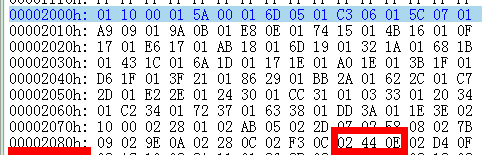 00002000h: 01 10 00 01 5A 00 01 6D 05 01 C3 06 01 5C 07 01
A9 09 01 9A 0B 01 E8 0E 01 74 15 01 4B 16 01 0F
00002020h: 17 01 E6 17 01 AB 18 01 6D 19 01 32 1A 01 68 1B
00002030h: 01 43 1C 01 6A 1D 01 17 1E 01 A0 1E 01 3B 1F 01
00002040h: D6 1F 01 3F 21 01 86 29 01 BB 2A 01 62 2C 01 C7
00002050h: 2D 01 E2 2E 01 24 30 01 CC 31 01 03 33 01 20 34
00002060h: 01 C2 34 01 72 37 01 63 38 01 DD 3A 01 1E 3E 02
00002070h: 10 00 02 28 01 02 AB 05 02 2D 07 02 58 08 02 7B
00002080h: 09 02 9E 0A 02 28 0C 02 F3 0C 02 44 0E 02 D4 0F